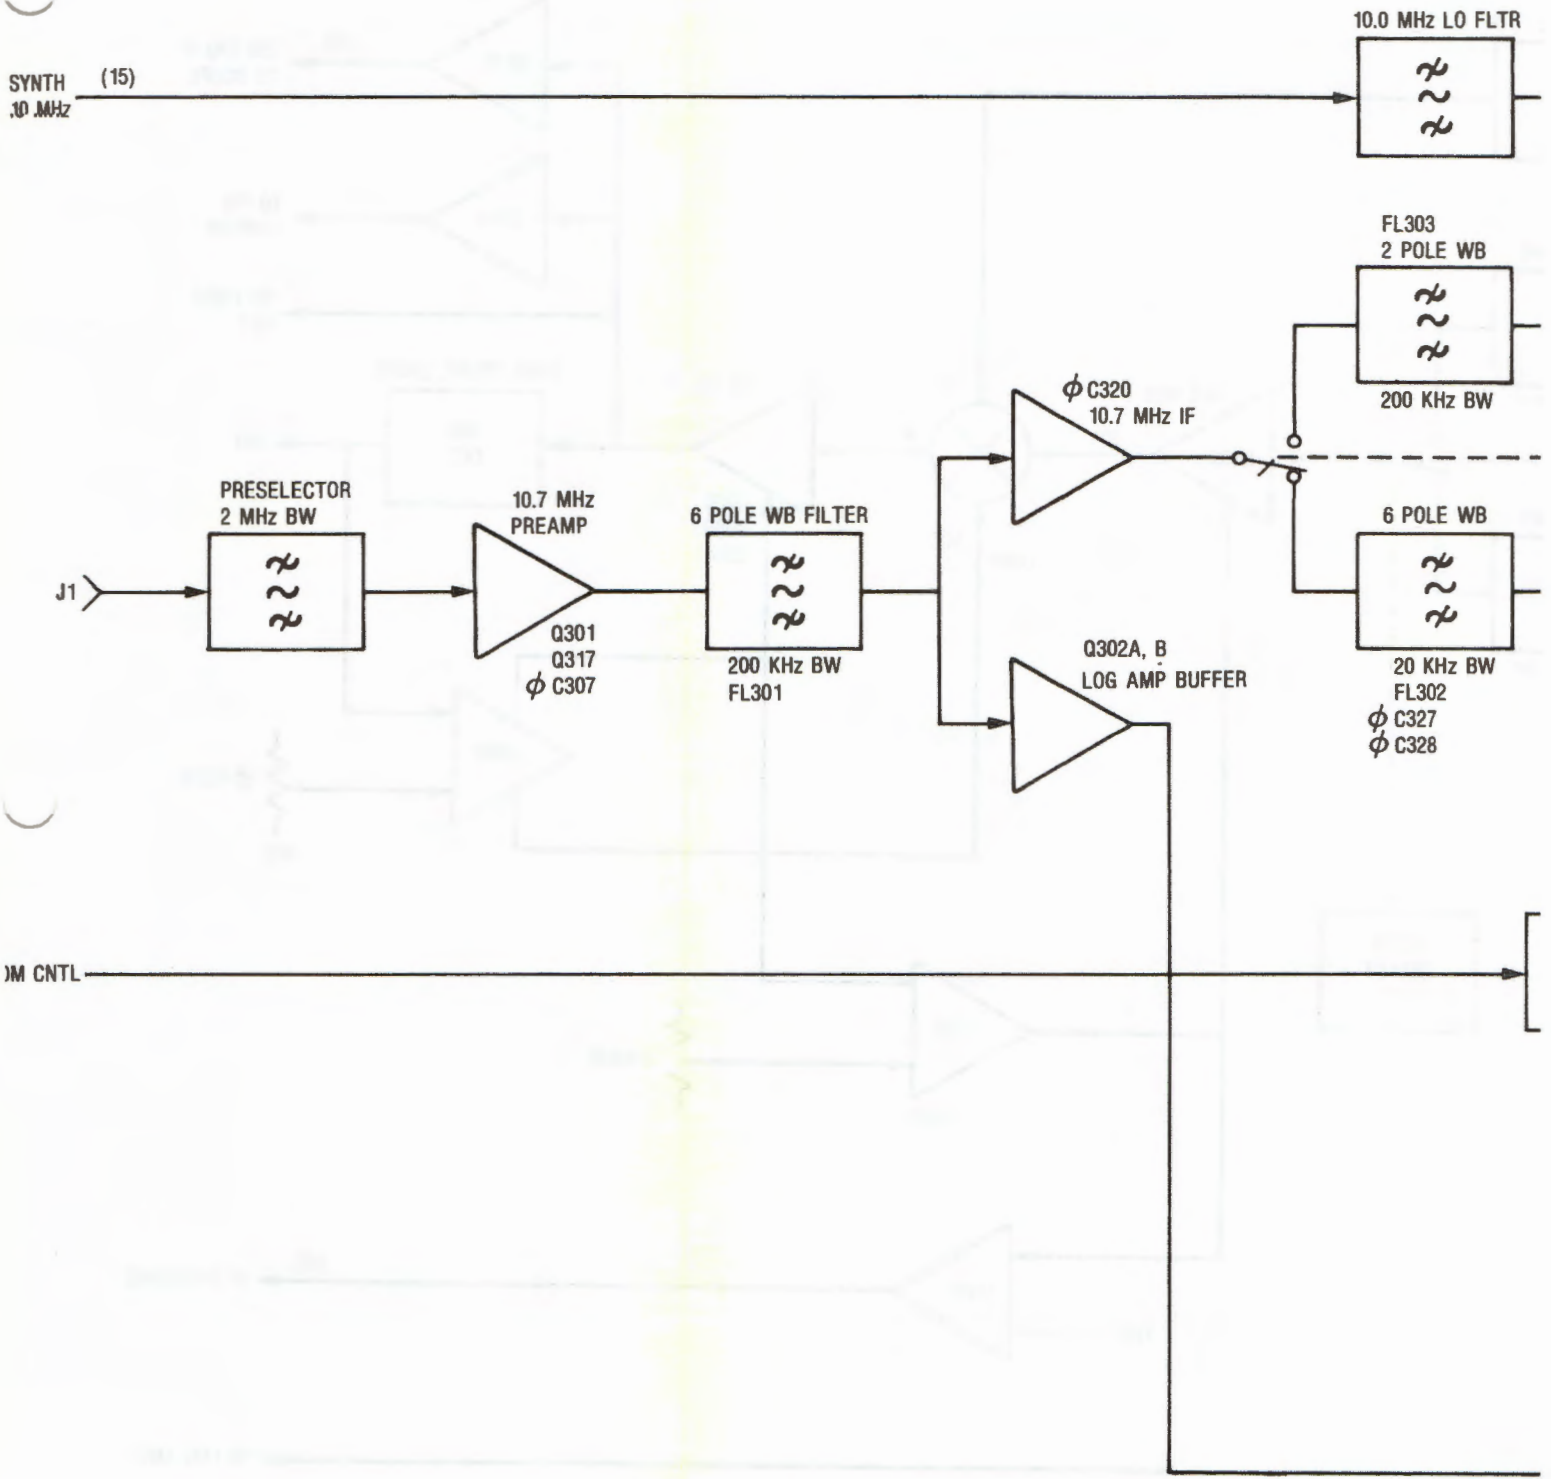 10.0 MHz LO FLTR
SYNTH
(15)
10 MHz
FL303
2 POLE WB
200 KHz BW
ϕ C320
10.7 MHz IF
PRESELECTOR
2 MHz BW
10.7 MHz
PREAMP
6 POLE WB FILTER
6 POLE WB
J1
Q301
Q317
ϕ C307
200 KHz BW
FL301
Q302A, B
LOG AMP BUFFER
20 KHz BW
FL302
ϕ C327
ϕ C328
M CNTL